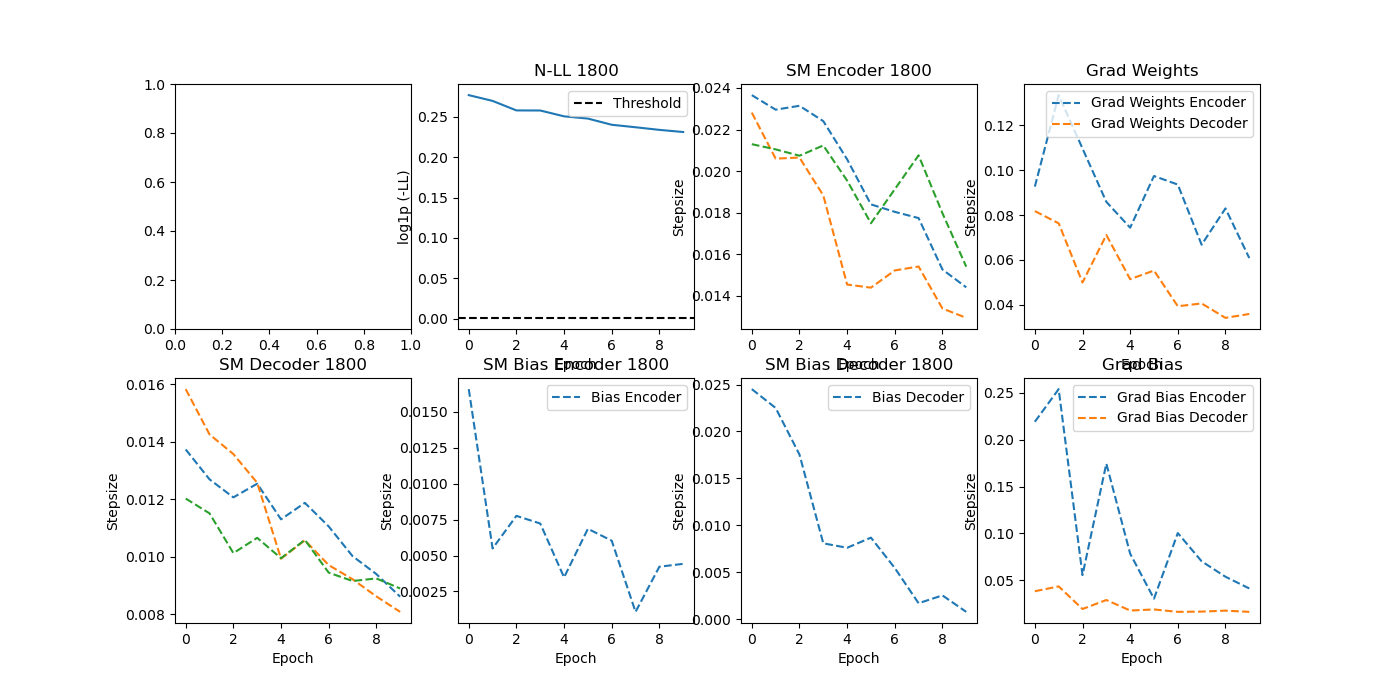 N-LL 1800
SM Encoder 1800
Grad Weights
1.0
0.8
0.6
0.4
0.2
0.0
0.0 0.2 0.4 0.6 0.8 1.0
log1p (-LL)
0.25
0.20
0.15
0.10
0.05
0.00
Threshold
0 2 4 6 8
Epoch
Stepsize
0.024
0.022
0.020
0.018
0.016
0.014
0 2 4 6 8
Epoch
Stepsize
0.12
0.10
0.08
0.06
0.04
Grad Weights Encoder
Grad Weights Decoder
0 2 4 6 8
Epoch
SM Decoder 1800
SM Bias Encoder 1800
SM Bias Decoder 1800
Grad Bias
Stepsize
0.016
0.014
0.012
0.010
0.008
0 2 4 6 8
Epoch
Stepsize
0.0150
0.0125
0.0100
0.0075
0.0050
0.0025
Bias Encoder
0 2 4 6 8
Epoch
Stepsize
0.025
0.020
0.015
0.010
0.005
0.000
Bias Decoder
0 2 4 6 8
Epoch
Stepsize
0.25
0.20
0.15
0.10
0.05
Grad Bias Encoder
Grad Bias Decoder
0 2 4 6 8
Epoch